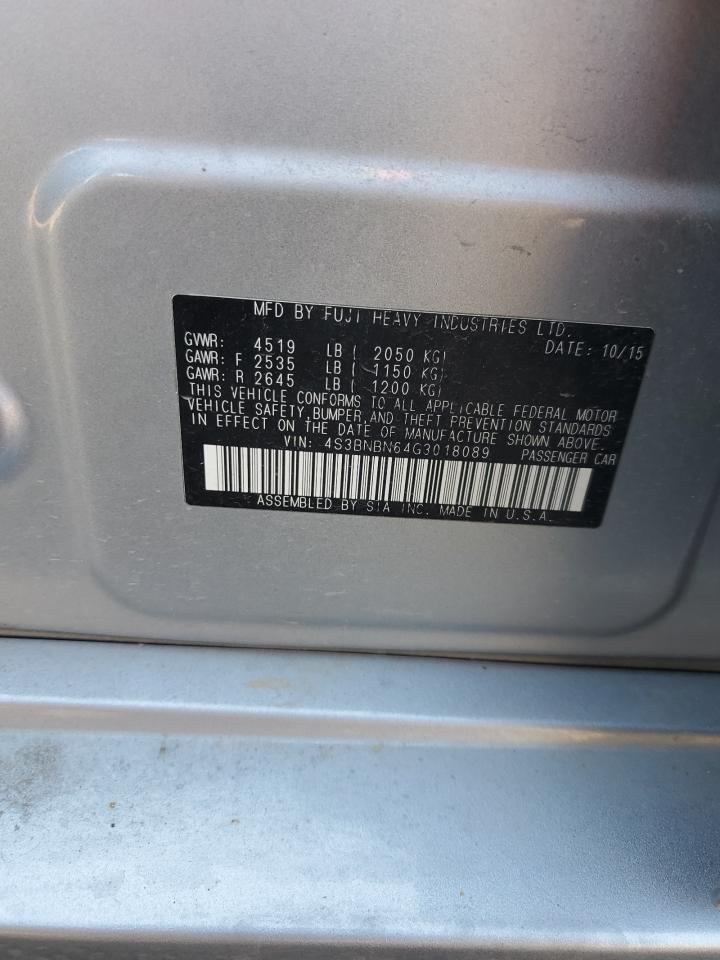 MFD BY FUJI HEAVY INDUSTRIES LTD.
DATE: 10/15
GVWR: 4519 LB ( 2050 KG)
GAWR: F 2535 LB ( 1150 KG)
GAWR: R 2645 LB ( 1200 KG)
THIS VEHICLE CONFORMS TO ALL APPLICABLE FEDERAL MOTOR
VEHICLE SAFETY, BUMPER, AND THEFT PREVENTION STANDARDS
IN EFFECT ON THE DATE OF MANUFACTURE SHOWN ABOVE.
VIN: 4S3BNBN64G3018089 PASSENGER CAR
ASSEMBLED BY SIA INC. MADE IN U.S.A.